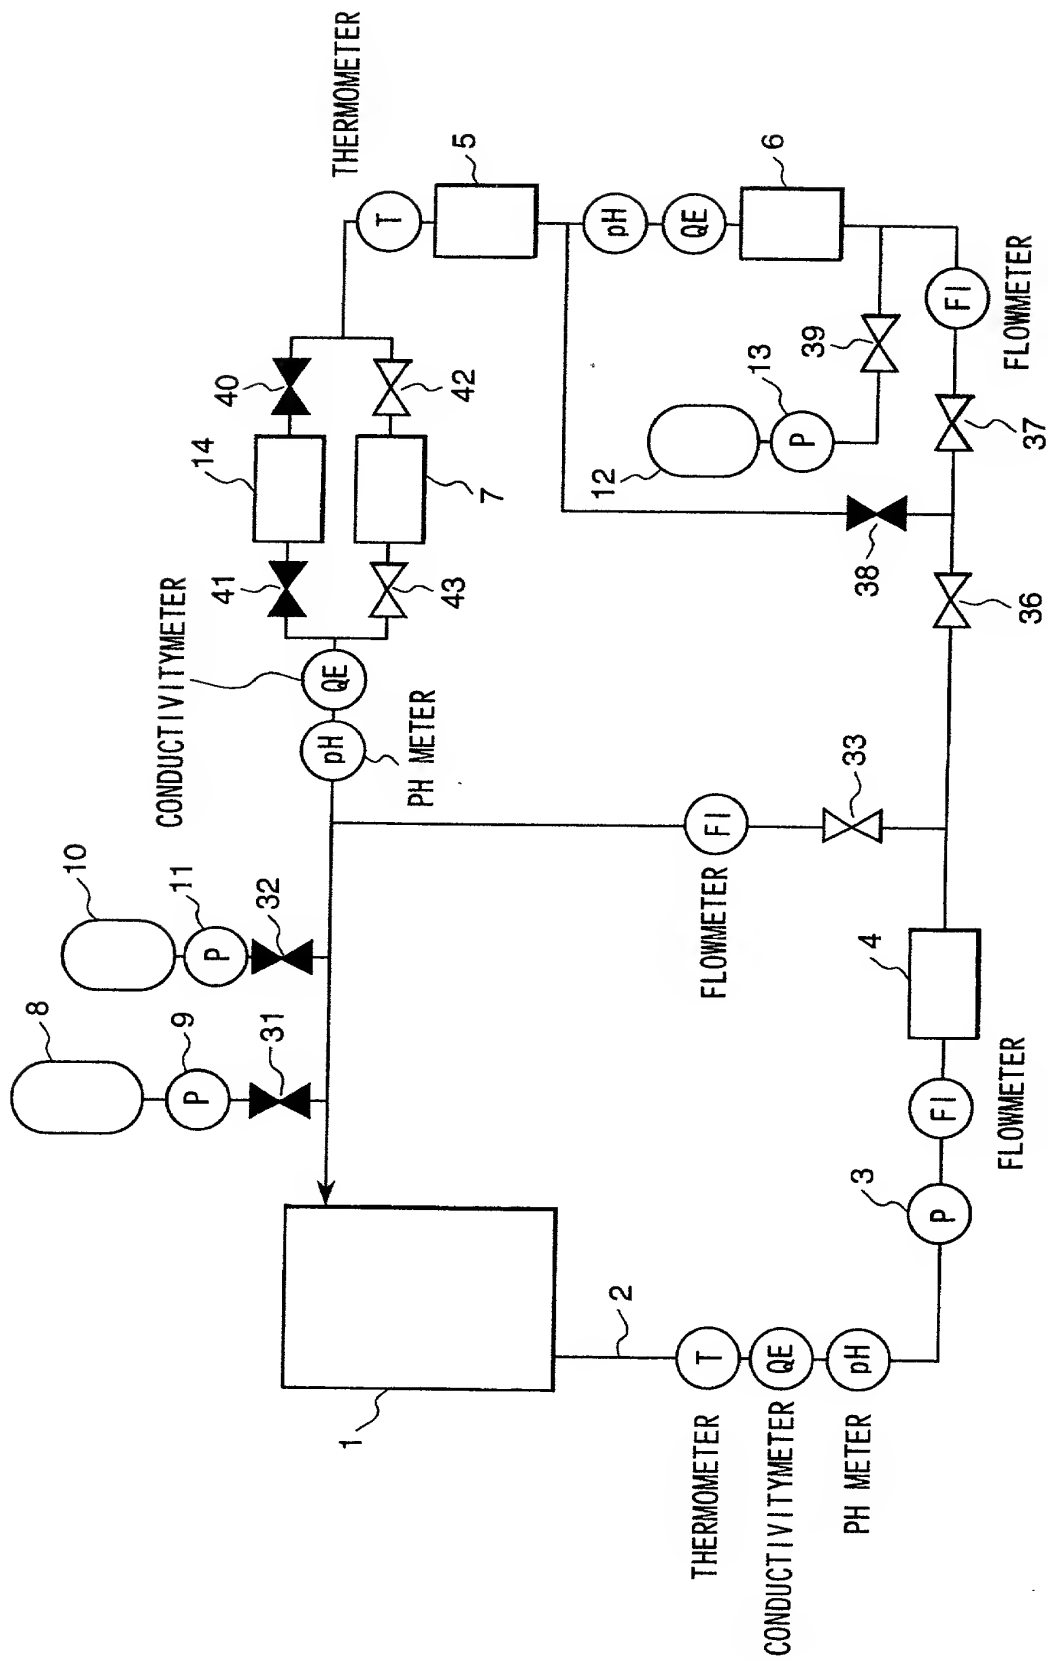 8
P
9
31
10
P
11
32
CONDUCTIVITYMETER
pH
QE
PH METER
41
14
40
43
7
42
THERMOMETER
T
5
pH
QE
6
12
P
13
39
38
FI
FLOWMETER
37
36
FI
FLOWMETER
33
1
2
T
THERMOMETER
QE
CONDUCTIVITYMETER
pH
PH METER
P
3
FI
FLOWMETER
4